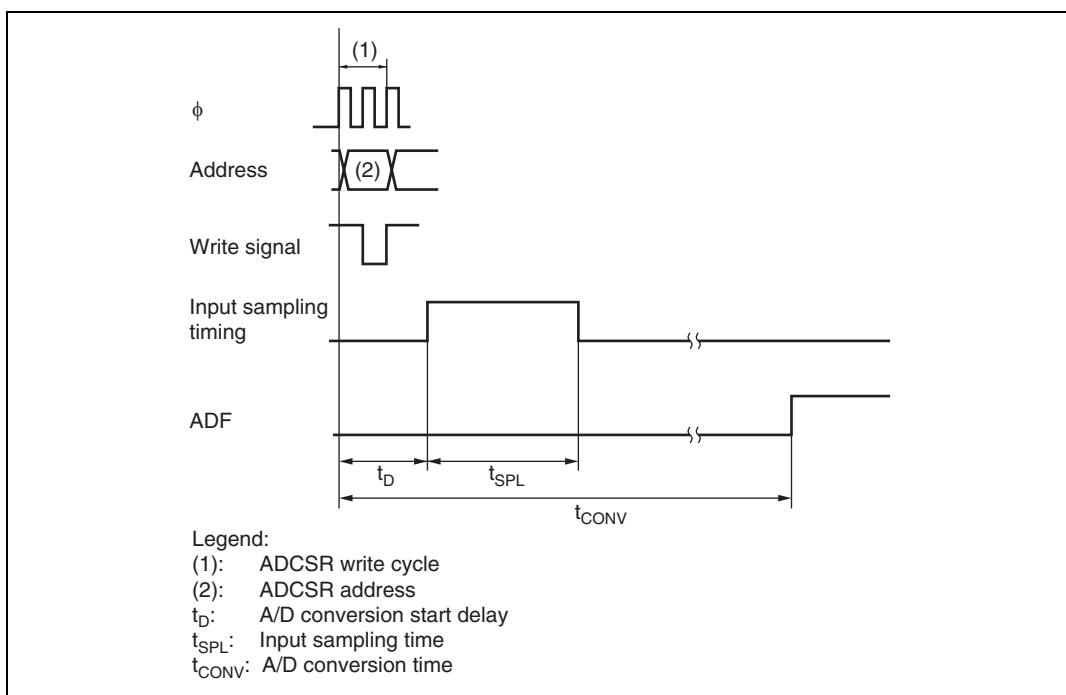 (1)
ϕ
Address
(2)
Write signal
Input sampling
timing
ADF
tD
tSPL
tCONV
Legend:
(1): ADCSR write cycle
(2): ADCSR address
tD: A/D conversion start delay
tSPL: Input sampling time
tCONV: A/D conversion time